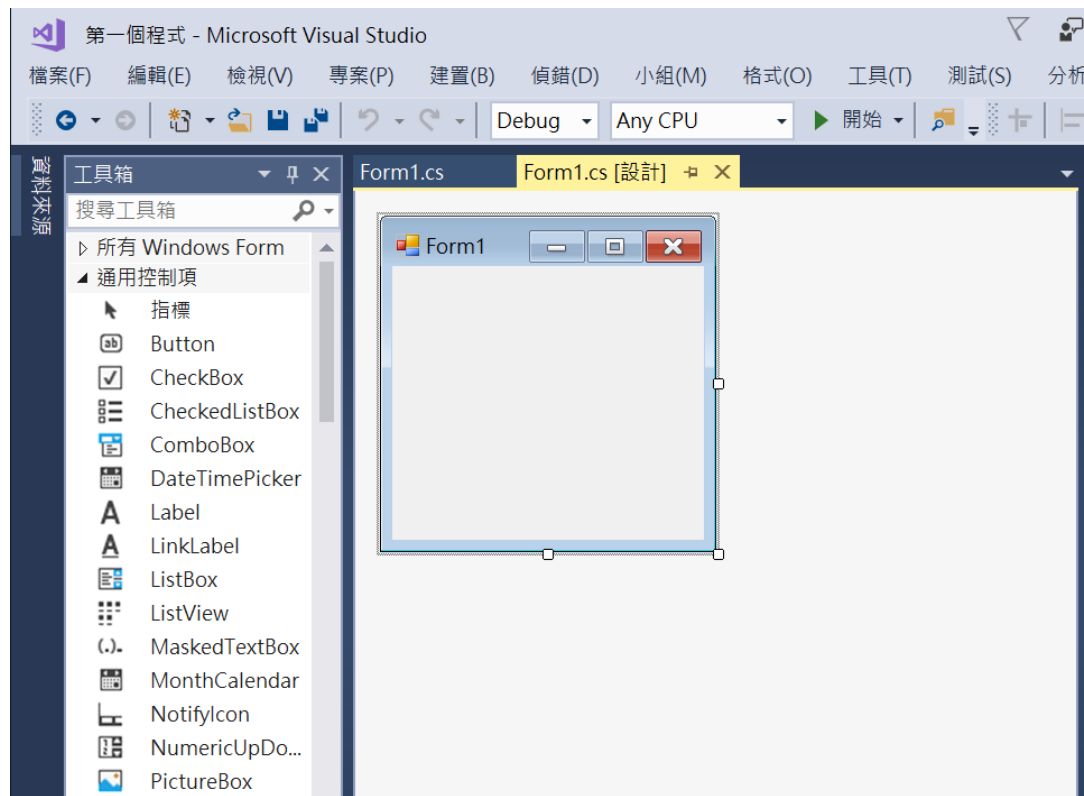 第一個程式 - Microsoft Visual Studio
檔案(F) 編輯(E) 檢視(V) 專案(P) 建置(B) 偵錯(D) 小組(M) 格式(O) 工具(T) 測試(S) 分析
Debug Any CPU 開始
資料來源
工具箱
搜尋工具箱
所有 Windows Form
通用控制項
指標
Button
CheckBox
CheckedListBox
ComboBox
DateTimePicker
Label
LinkLabel
ListBox
ListView
MaskedTextBox
MonthCalendar
NotifyIcon
NumericUpDo...
PictureBox
Form1.cs Form1.cs [設計]
Form1